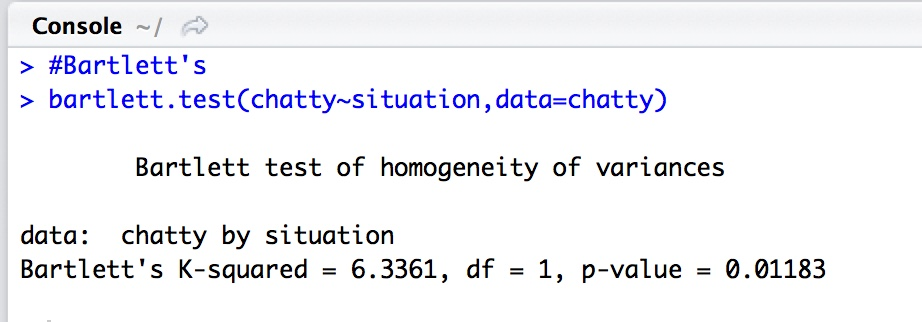 Console ~/
> #Bartlett's
> bartlett.test(chatty~situation,data=chatty)
Bartlett test of homogeneity of variances
data:  chatty by situation
Bartlett's K-squared = 6.3361, df = 1, p-value = 0.01183